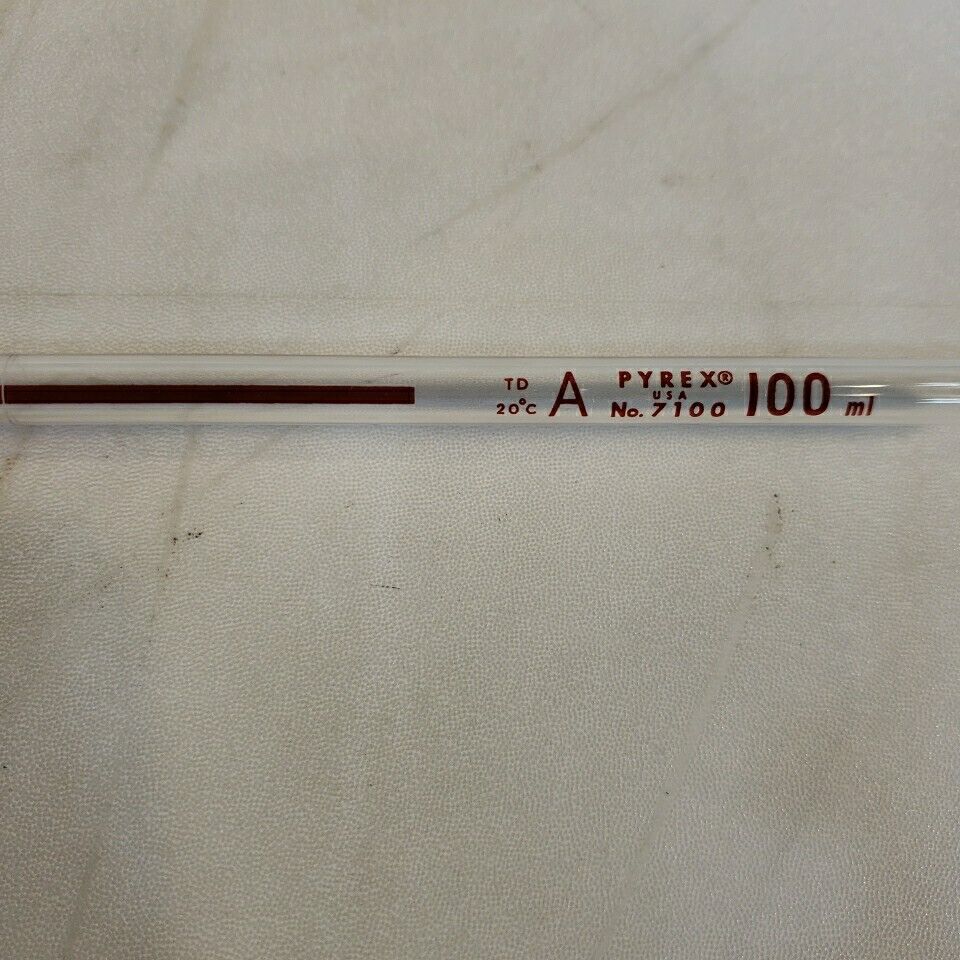 TD
20°C
A
PYREX®
USA
No. 7100
100 ml